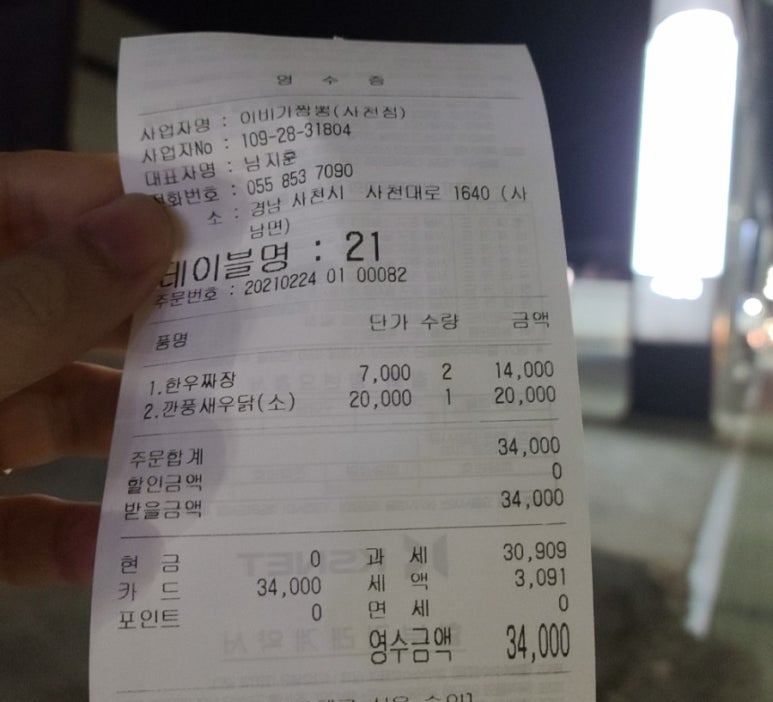 영 수 증
사업자명 : 이비가짬뽕(사천점)
사업자No : 109-28-31804
대표자명 : 남지훈
전화번호 : 055 853 7090
소 : 경남 사천시 사천대로 1640 (사
남면)
테이블명 : 21
주문번호 : 20210224 01 00082
품명 단가 수량 금액
1.한우짜장 7,000 2 14,000
2.깐풍새우닭(소) 20,000 1 20,000
주문합계 34,000
할인금액 0
받을금액 34,000
현 금 0 과 세 30,909
카 드 34,000 세 액 3,091
포인트 0 면 세 0
영수금액 34,000
KSNET